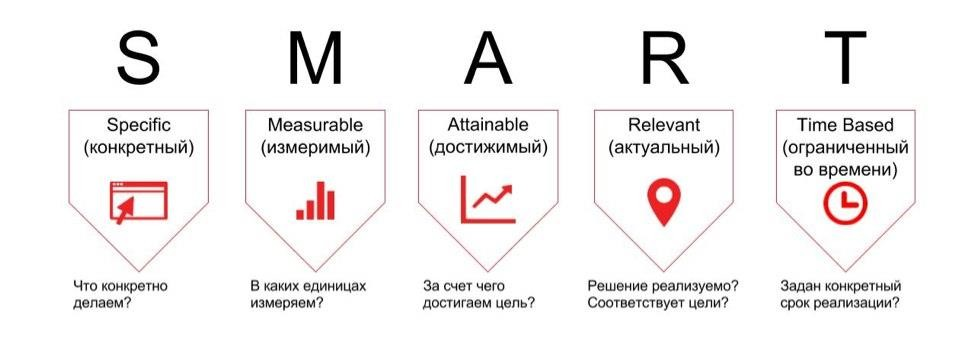 S M A R T
Specific
(конкретный)
Measurable
(измеримый)
Attainable
(достижимый)
Relevant
(актуальный)
Time Based
(ограниченный
во времени)
Что конкретно
делаем?
В каких единицах
измеряем?
За счет чего
достигаем цель?
Решение реализуемо?
Соответствует цели?
Задан конкретный
срок реализации?